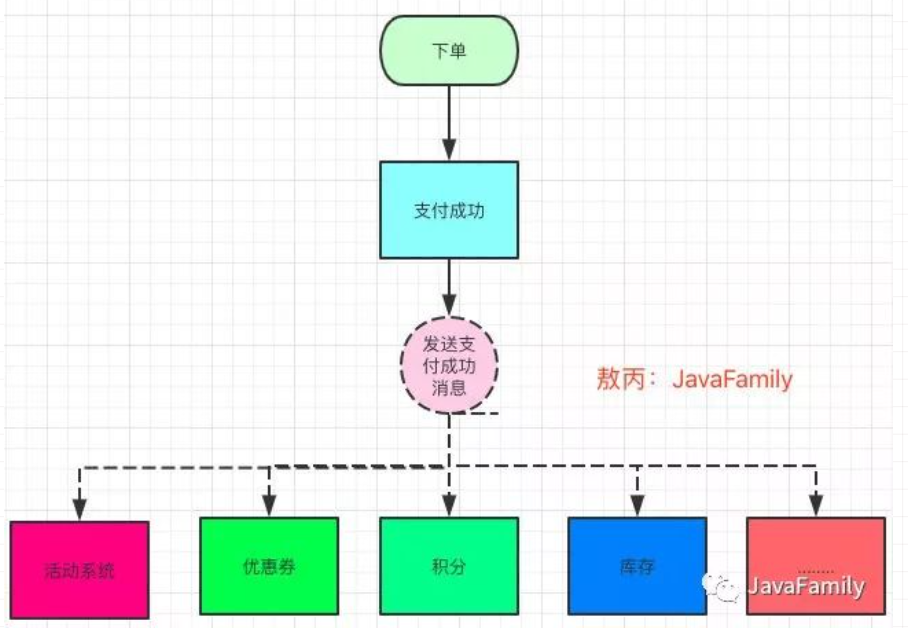 下单
支付成功
发送支
付成功
消息
敖丙： JavaFamily
活动系统
优惠券
积分
库存
........
JavaFamily